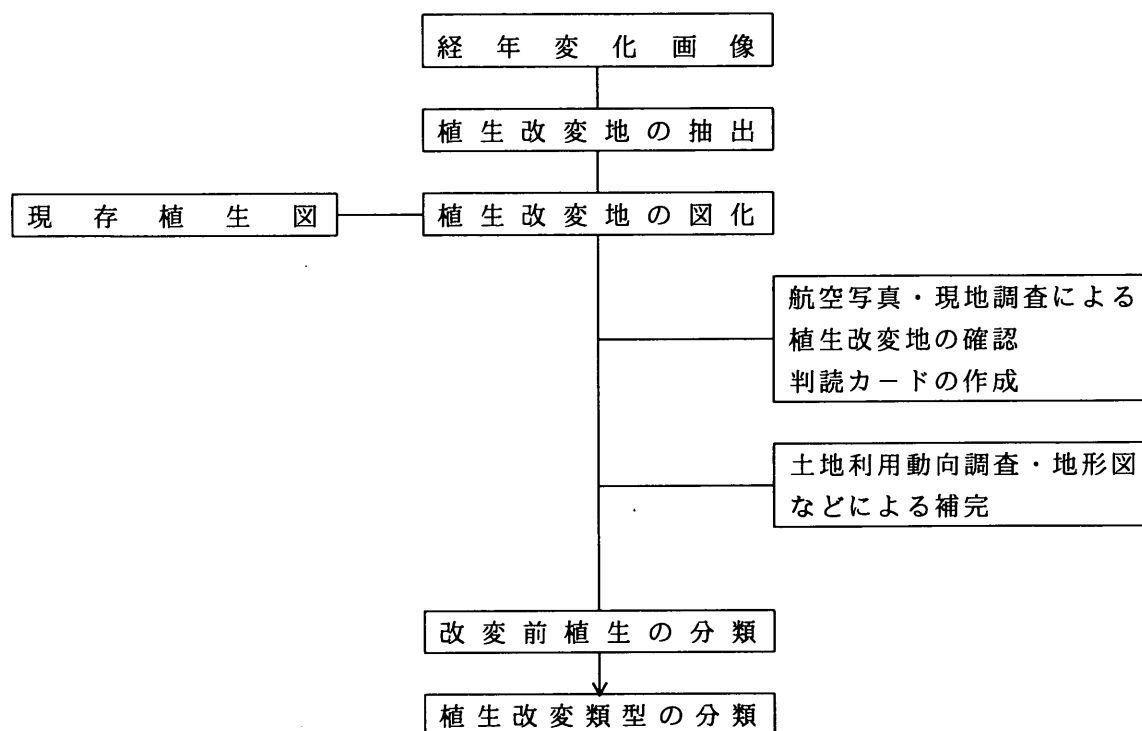 経年変化画像
植生改変地の抽出
現存植生図
植生改変地の図化
航空写真・現地調査による
植生改変地の確認
判読カードの作成
土地利用動向調査・地形図
などによる補完
改変前植生の分類
植生改変類型の分類